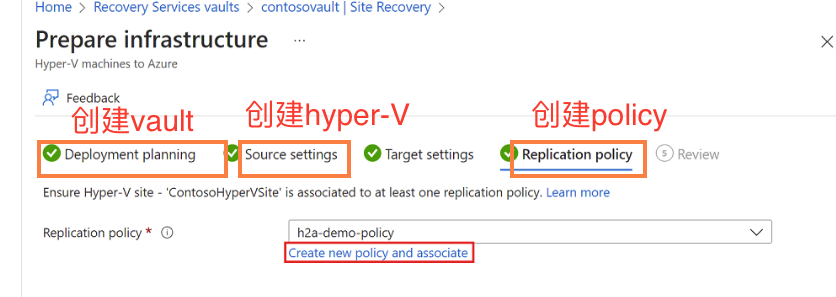 Home > Recovery Services vaults > contosovault | Site Recovery >
Prepare infrastructure ...
Hyper-V machines to Azure
Feedback
创建vault 创建hyper-V 创建policy
Deployment planning Source settings Target settings Replication policy 5 Review
Ensure Hyper-V site - 'ContosoHyperVSite' is associated to at least one replication policy. Learn more
Replication policy * h2a-demo-policy
Create new policy and associate